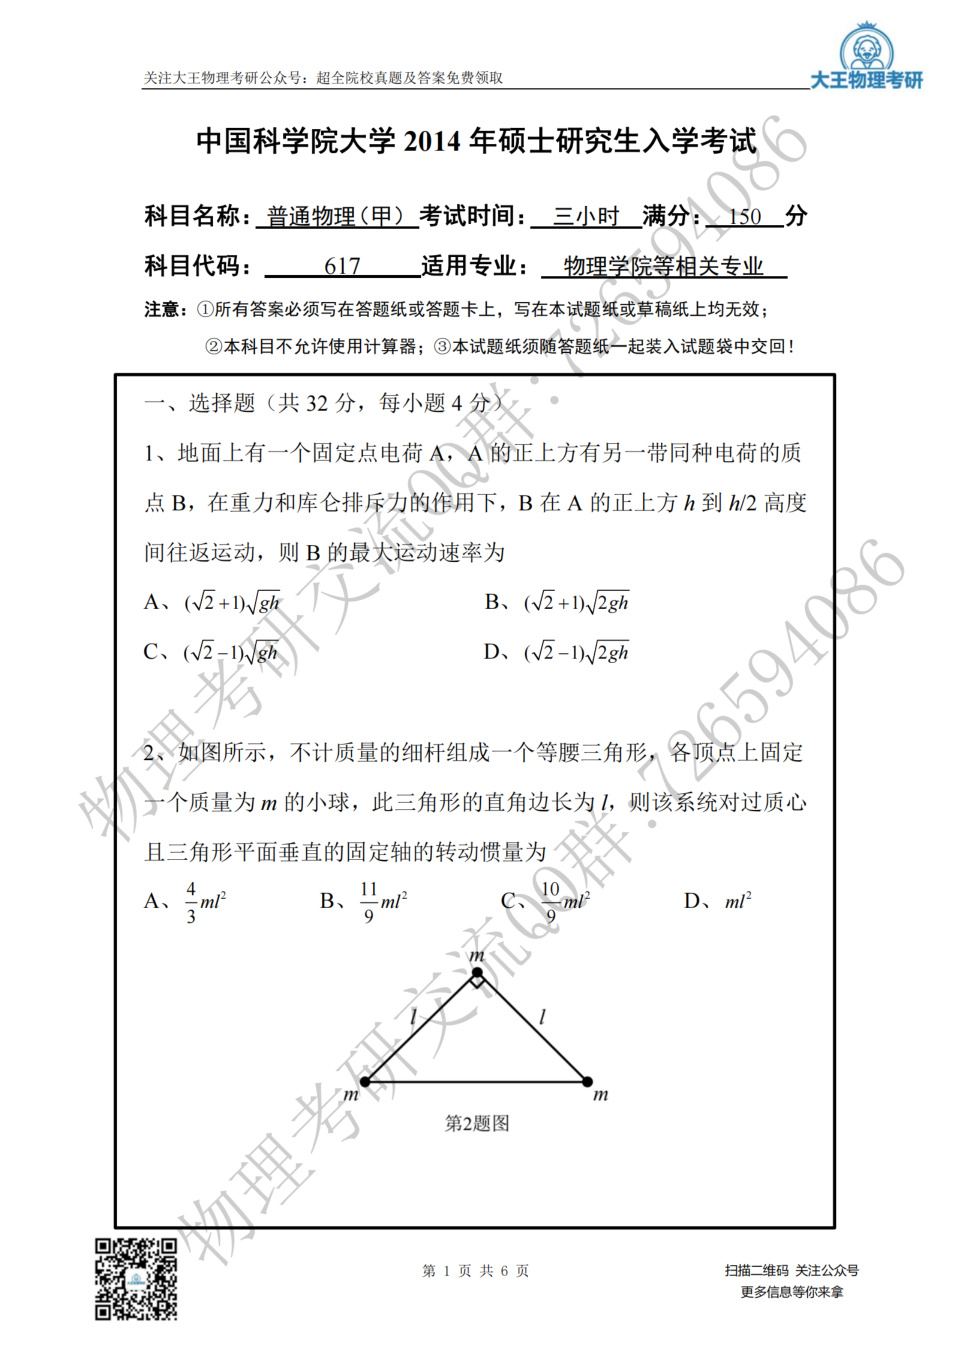 关注大王物理考研公众号：超全院校真题及答案免费领取
大王物理考研
中国科学院大学 2014 年硕士研究生入学考试
科目名称：普通物理（甲）考试时间： 三小时 满分： 150 分
科目代码： 617 适用专业： 物理学院等相关专业
注意：①所有答案必须写在答题纸或答题卡上，写在本试题纸或草稿纸上均无效；
②本科目不允许使用计算器；③本试题纸须随答题纸一起装入试题袋中交回！
一、选择题（共 32 分，每小题 4 分）
1、地面上有一个固定点电荷 A，A 的正上方有另一带同种电荷的质
点 B，在重力和库仑排斥力的作用下，B 在 A 的正上方 h 到 h/2 高度
间往返运动，则 B 的最大运动速率为
A、(√2+1)√gh B、(√2+1)√2gh
C、(√2−1)√gh D、(√2−1)√2gh
2、如图所示，不计质量的细杆组成一个等腰三角形，各顶点上固定
一个质量为 m 的小球，此三角形的直角边长为 l，则该系统对过质心
且三角形平面垂直的固定轴的转动惯量为
A、4/3 ml² B、11/9 ml² C、10/9 ml² D、ml²
m
l l
m m
第2题图
物理考研交流QQ群：726594086
物理考研交流QQ群：726594086
大王物理考研
第 1 页 共 6 页
扫描二维码 关注公众号
更多信息等你来拿